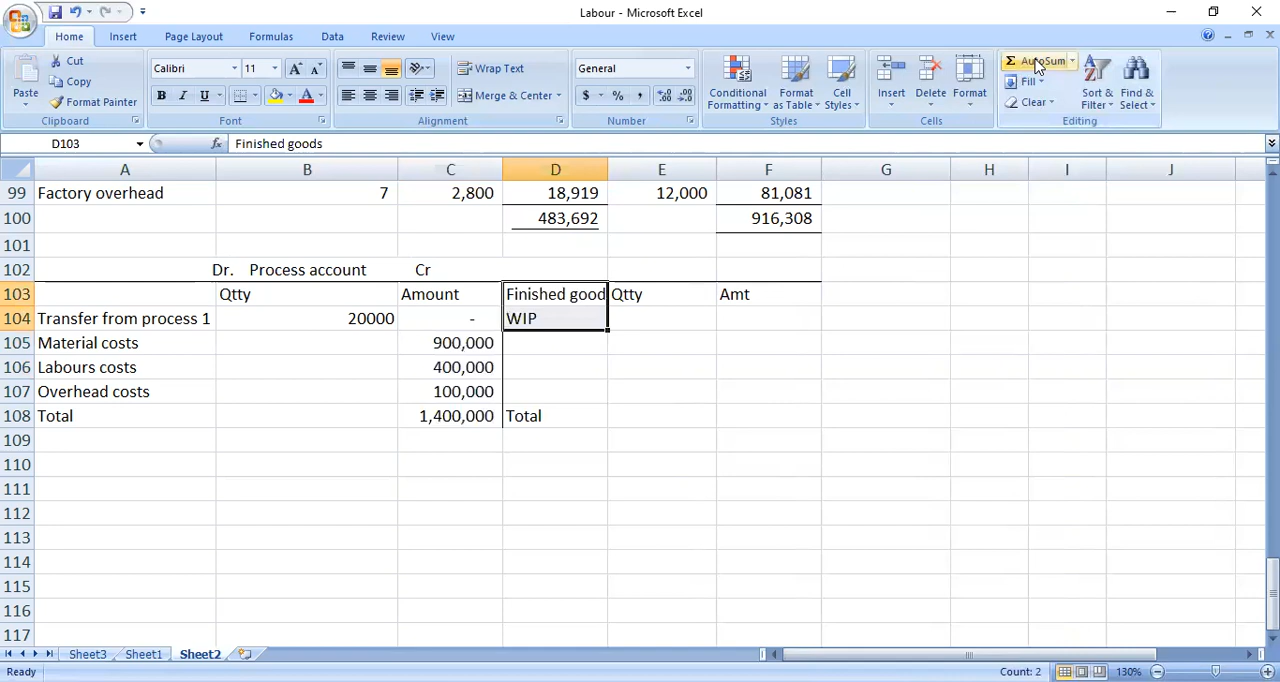 Labour - Microsoft Excel
Home Insert Page Layout Formulas Data Review View
Cut Calibri 11 Wrap Text General AutoSum
Copy Fill
Paste Format Painter B I U Merge & Center $ % , Conditional Formatting Format as Table Cell Styles Insert Delete Format Clear Sort & Filter Find & Select
Clipboard Font Alignment Number Styles Cells Editing
D103 fx Finished goods
A B C D E F G H I J
99 Factory overhead 7 2,800 18,919 12,000 81,081
100 483,692 916,308
101
102 Dr. Process account Cr
103 Qtty Amount Finished good Qtty Amt
104 Transfer from process 1 20000 - WIP
105 Material costs 900,000
106 Labours costs 400,000
107 Overhead costs 100,000
108 Total 1,400,000 Total
109
110
111
112
113
114
115
116
117
Sheet3 Sheet1 Sheet2
Ready Count: 2 130%